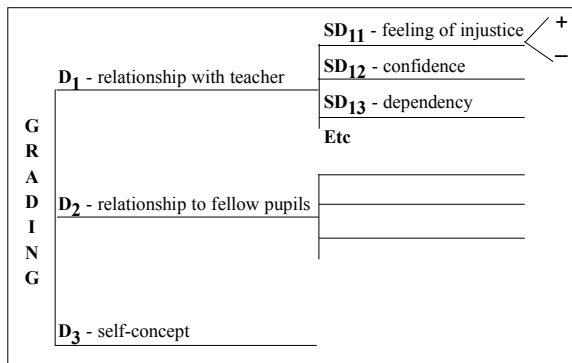 GRADING
D1 - relationship with teacher
SD11 - feeling of injustice
+
–
SD12 - confidence
SD13 - dependency
Etc
D2 - relationship to fellow pupils
D3 - self-concept